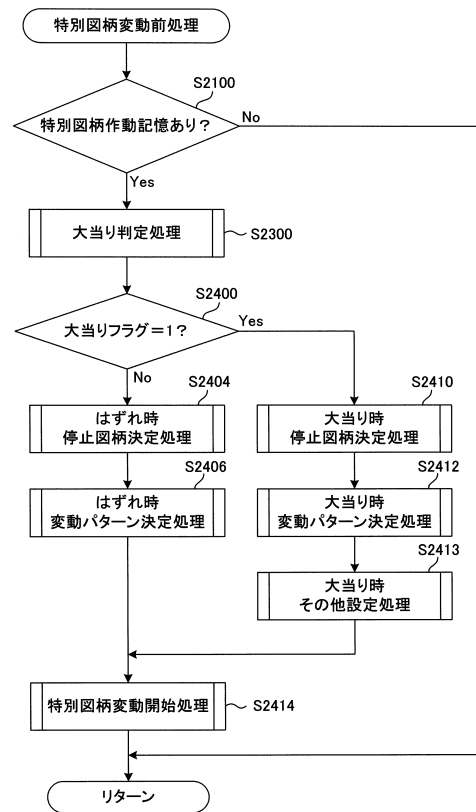 特別図柄変動前処理
S2100
特別図柄作動記憶あり？
No
Yes
大当り判定処理
S2300
S2400
大当りフラグ＝1？
Yes
No
S2404
はずれ時
停止図柄決定処理
S2410
大当り時
停止図柄決定処理
S2406
はずれ時
変動パターン決定処理
S2412
大当り時
変動パターン決定処理
S2413
大当り時
その他設定処理
特別図柄変動開始処理
S2414
リターン